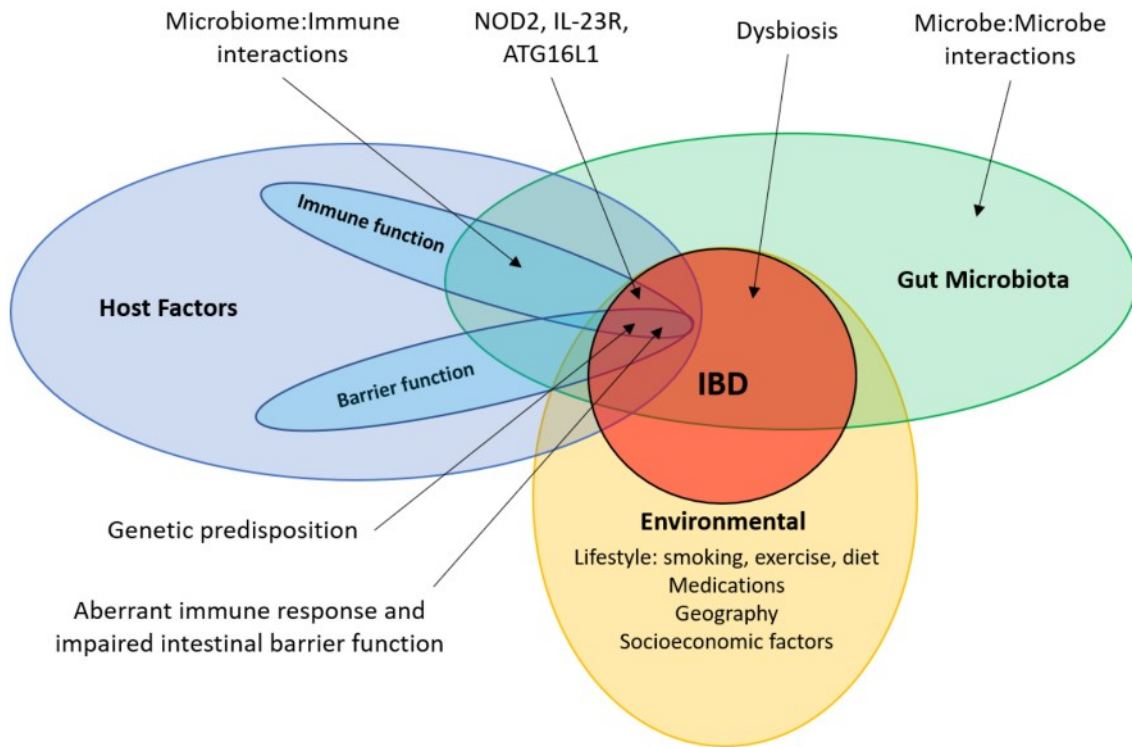 Microbiome:Immune
interactions
NOD2, IL-23R,
ATG16L1
Dysbiosis
Microbe:Microbe
interactions
Immune function
Host Factors
Gut Microbiota
Barrier function
IBD
Genetic predisposition
Aberrant immune response and
impaired intestinal barrier function
Environmental
Lifestyle: smoking, exercise, diet
Medications
Geography
Socioeconomic factors